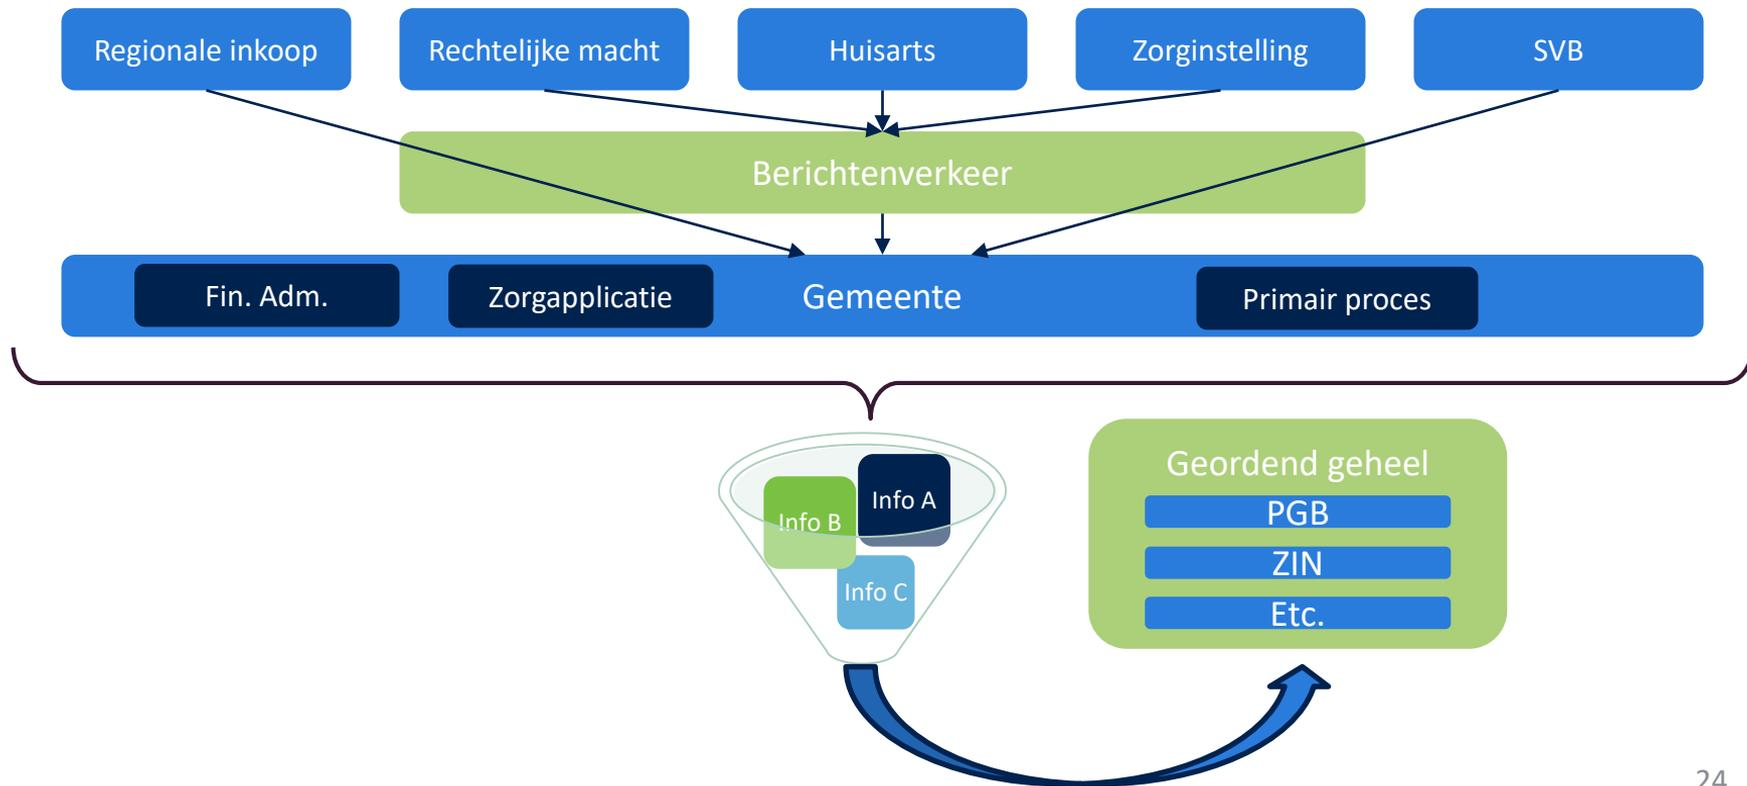 Regionale inkoop
Rechtelijke macht
Huisarts
Zorginstelling
SVB
Berichtenverkeer
Fin. Adm.
Zorgapplicatie
Gemeente
Primair proces
Info A
Info B
Info C
Geordend geheel
PGB
ZIN
Etc.
24